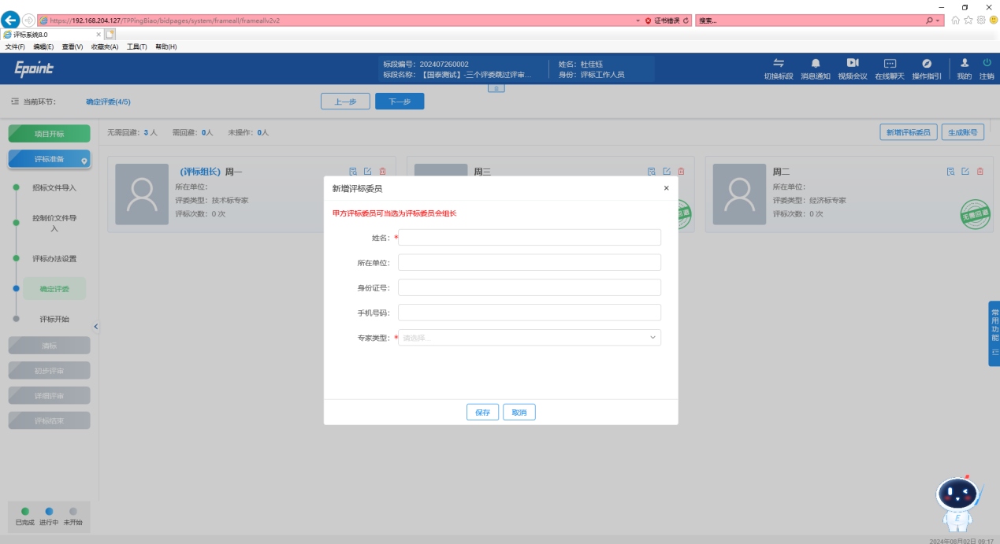 https://192.168.204.127/TPPingBiao/bidpages/system/frameall/frameallv2v2
证书错误
搜索...
评标系统8.0
文件(F) 编辑(E) 查看(V) 收藏夹(A) 工具(T) 帮助(H)
Epoint
标段编号：202407260002
标段名称：【国泰测试】-三个评委跳过评审...
姓名：杜佳钰
身份：评标工作人员
切换标段 消息通知 视频会议 在线聊天 操作指引 我的 注销
当前环节： 确定评委(4/5)
上一步 下一步
项目开标
评标准备
招标文件导入
控制价文件导
入
评标办法设置
确定评委
评标开始
清标
初步评审
详细评审
评标结束
已完成 进行中 未开始
无需回避：3人 需回避：0人 未操作：0人
新增评标委员 生成账号
(评标组长) 周一
所在单位：
评委类型：技术标专家
评标次数：0 次
周三
回避
周二
所在单位：
评委类型：经济标专家
评标次数：0 次
无需回避
新增评标委员
×
甲方评标委员可当选为评标委员会组长
姓名：*
所在单位：
身份证号：
手机号码：
专家类型：* 请选择...
保存 取消
常用功能
E
2024年08月02日 09:17